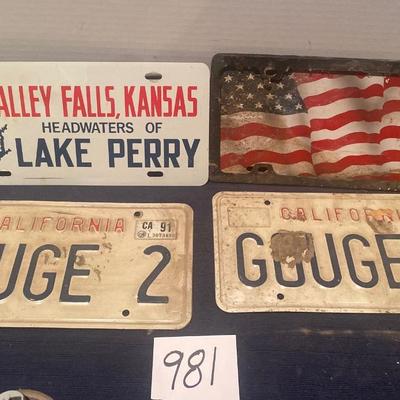 ALLEY FALLS, KANSAS
HEADWATERS OF
LAKE PERRY
CALIFORNIA
CA 91
UGE 2
CALIFORNIA
GOUGE
981